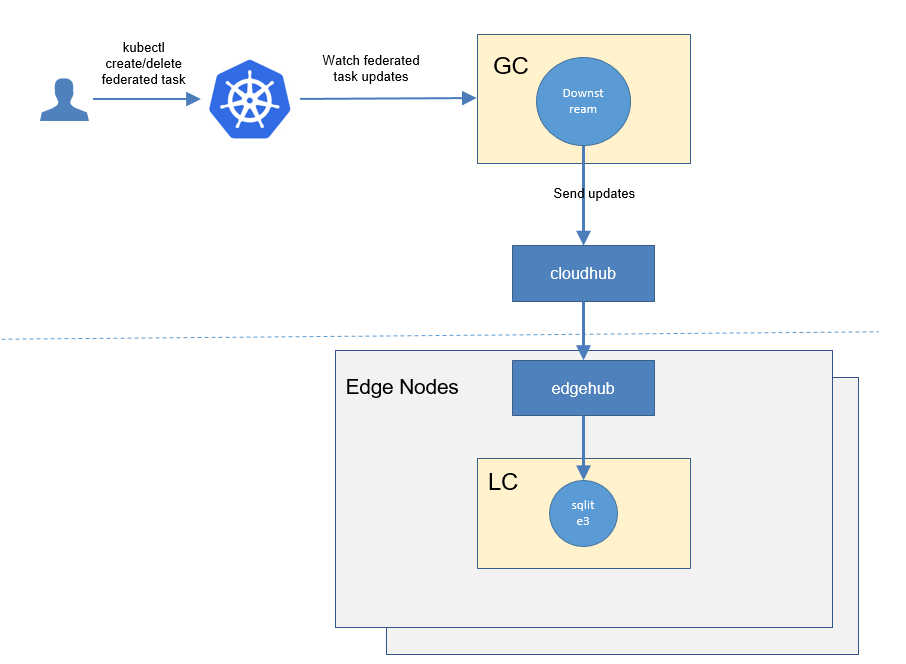 kubectl
create/delete
federated task
Watch federated
task updates
GC
Downst
ream
Send updates
cloudhub
Edge Nodes
edgehub
LC
sqlit
e3